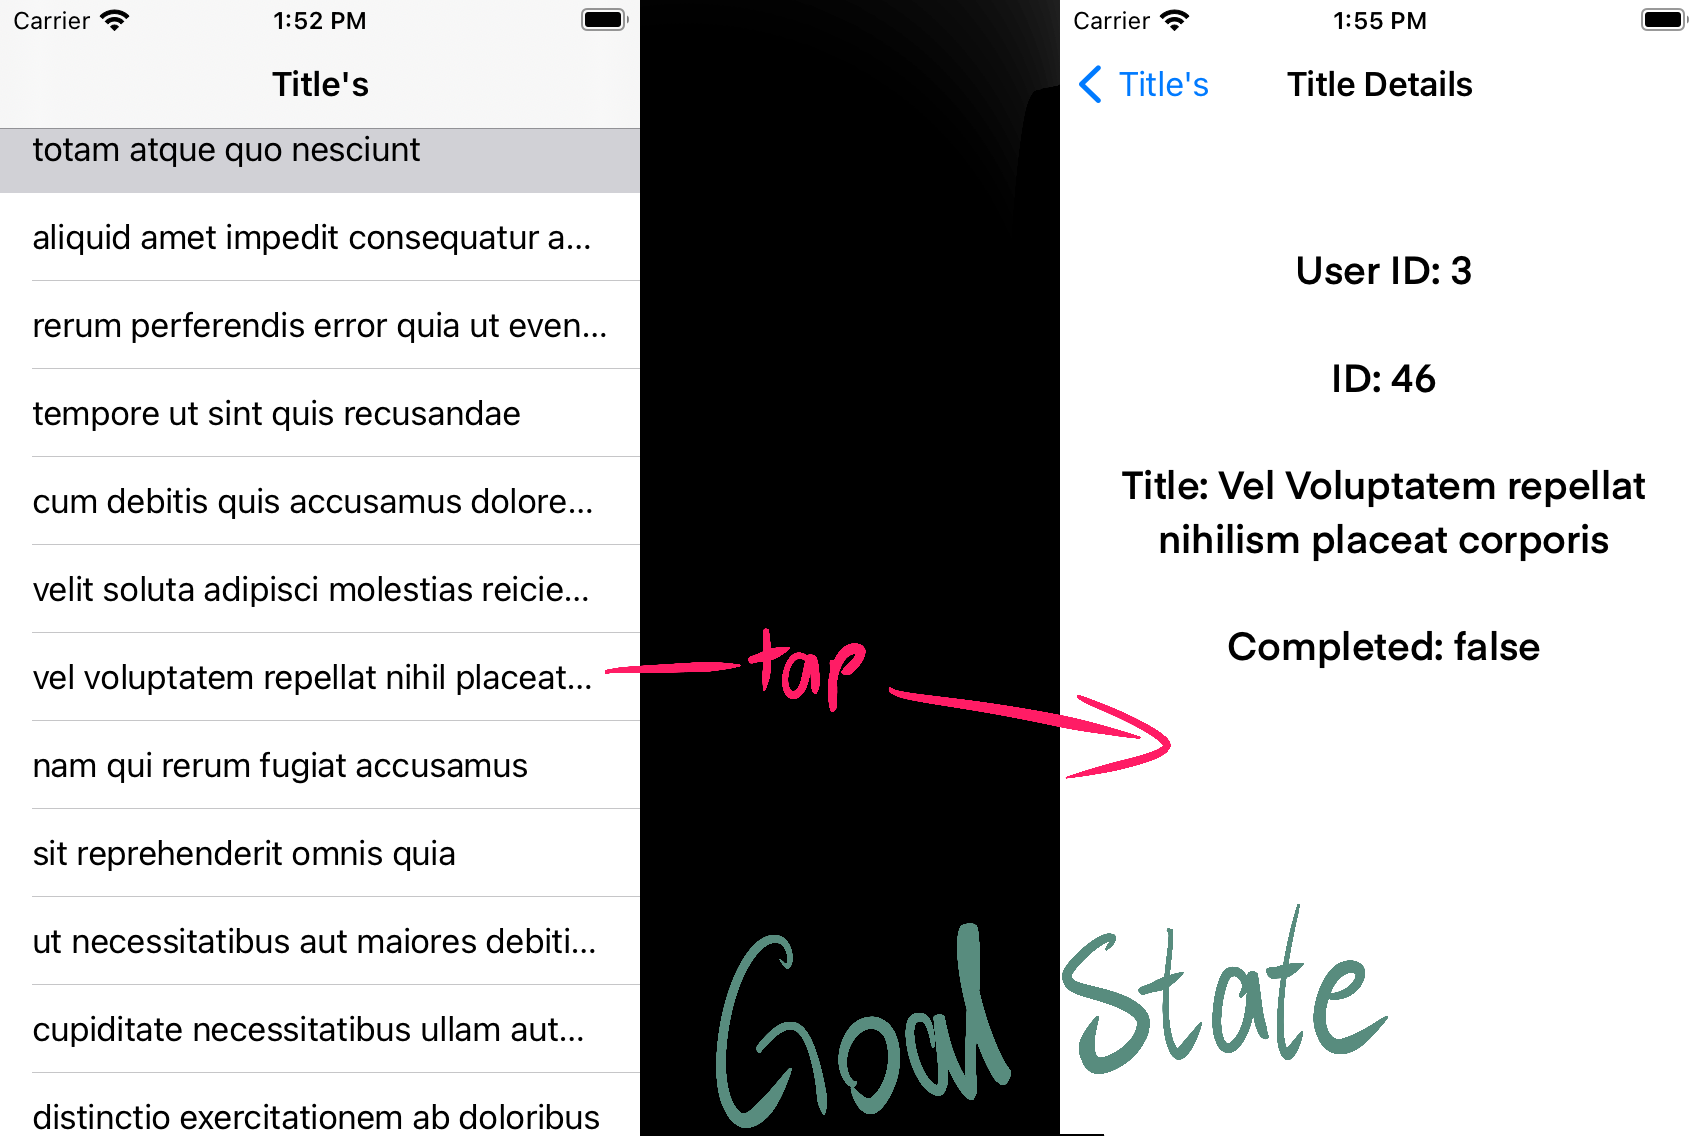 Carrier 1:52 PM
Title's
totam atque quo nesciunt
aliquid amet impedit consequatur a...
rerum perferendis error quia ut even...
tempore ut sint quis recusandae
cum debitis quis accusamus dolore...
velit soluta adipisci molestias reicie...
vel voluptatem repellat nihil placeat...
nam qui rerum fugiat accusamus
sit reprehenderit omnis quia
ut necessitatibus aut maiores debiti...
cupiditate necessitatibus ullam aut...
distinctio exercitationem ab doloribus
tap
Carrier 1:55 PM
Title's Title Details
User ID: 3
ID: 46
Title: Vel Voluptatem repellat
nihilism placeat corporis
Completed: false
Goal State